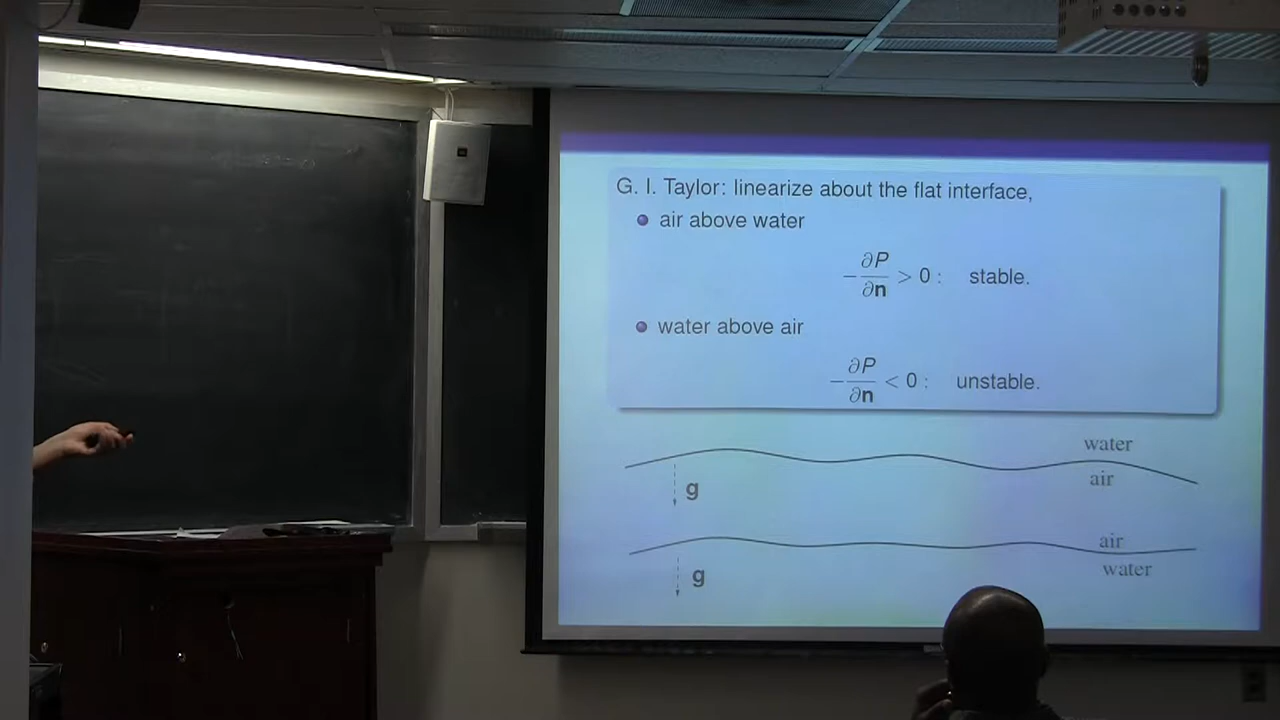 G. I. Taylor: linearize about the flat interface,
air above water
−∂P/∂n > 0 : stable.
water above air
−∂P/∂n < 0 : unstable.
water
air
g
air
water
g